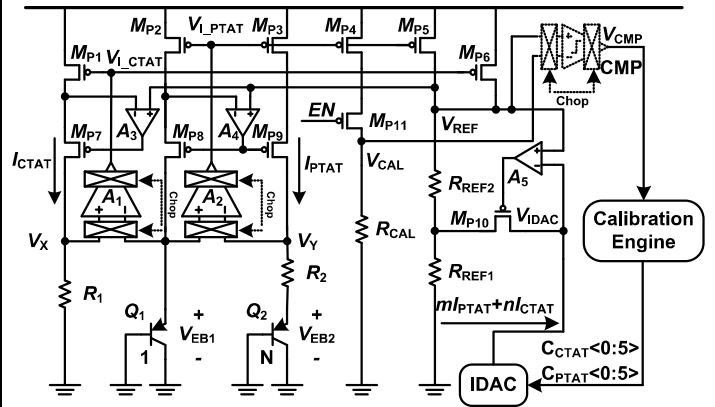 MP2 VI_PTAT MP3 MP4 MP5 VCMP
MP1 VI_CTAT MP6 CMP
Chop
A3 A4 EN MP11 VREF
MP7 MP8 MP9
ICTAT IPTAT VCAL A5
A1 Chop A2 Chop RREF2
MP10 VIDAC Calibration
Engine
VX VY RCAL
R1 R2 RREF1
mIPTAT+nICTAT
Q1 + Q2 +
VEB1 VEB2
1 - N -
CCTAT<0:5>
CPTAT<0:5>
IDAC